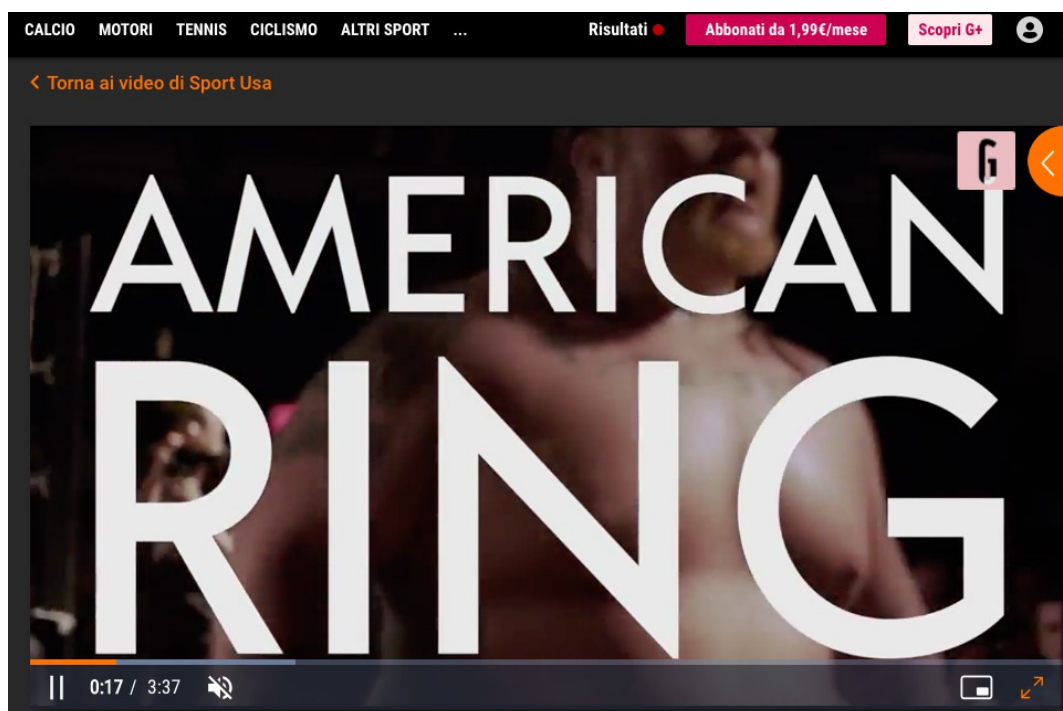 CALCIO MOTORI TENNIS CICLISMO ALTRI SPORT ... Risultati Abbonati da 1,99€/mese Scopri G+
Torna ai video di Sport Usa
G
AMERICAN
RING
0:17 / 3:37